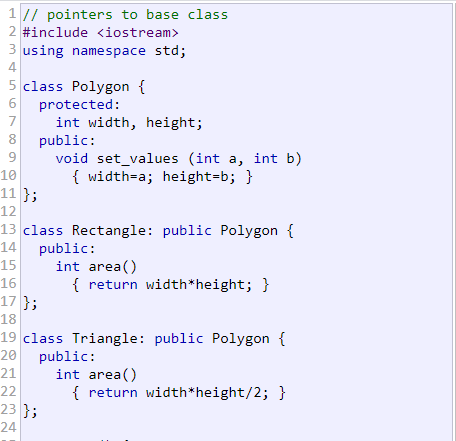 1 // pointers to base class
2 #include <iostream>
3 using namespace std;
4
5 class Polygon {
6   protected:
7     int width, height;
8   public:
9     void set_values (int a, int b)
10       { width=a; height=b; }
11 };
12
13 class Rectangle: public Polygon {
14   public:
15     int area()
16       { return width*height; }
17 };
18
19 class Triangle: public Polygon {
20   public:
21     int area()
22       { return width*height/2; }
23 };
24